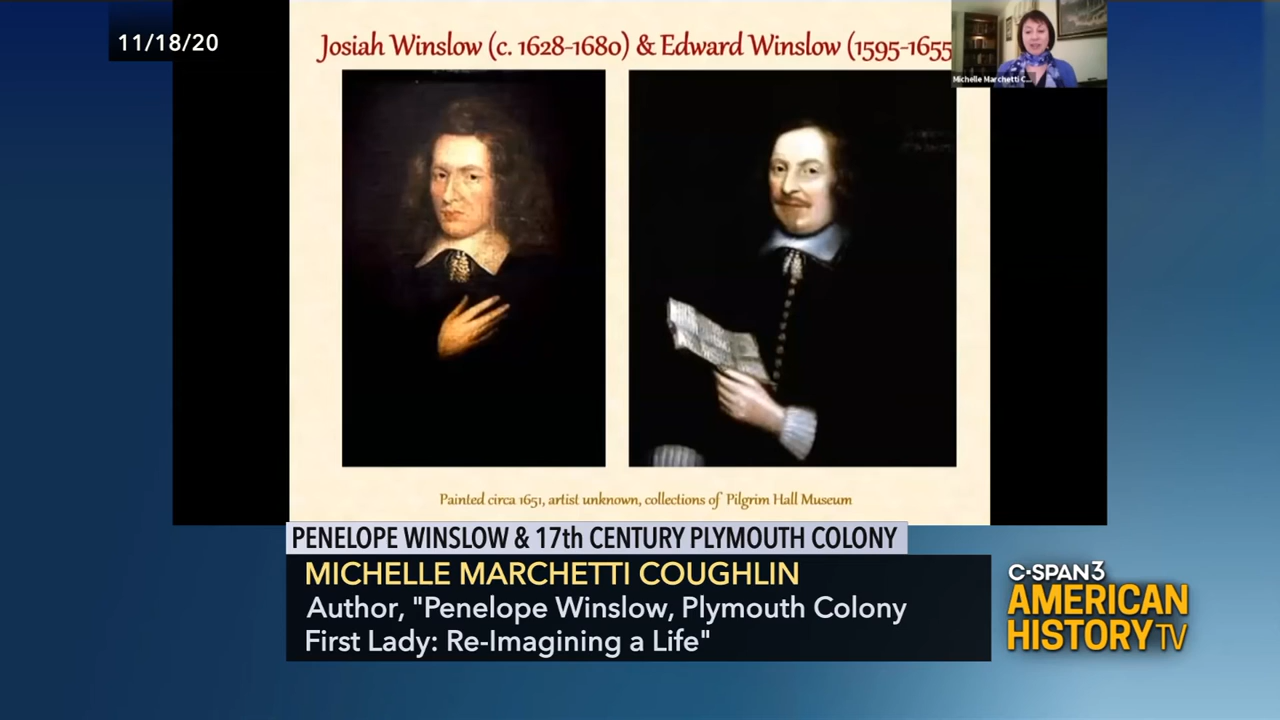 11/18/20
Josiah Winslow (c. 1628-1680) & Edward Winslow (1595-1655
Michelle Marchetti C...
Painted circa 1651, artist unknown, collections of Pilgrim Hall Museum
PENELOPE WINSLOW & 17th CENTURY PLYMOUTH COLONY
MICHELLE MARCHETTI COUGHLIN
Author, "Penelope Winslow, Plymouth Colony
First Lady: Re-Imagining a Life"
C-SPAN3
AMERICAN
HISTORY TV